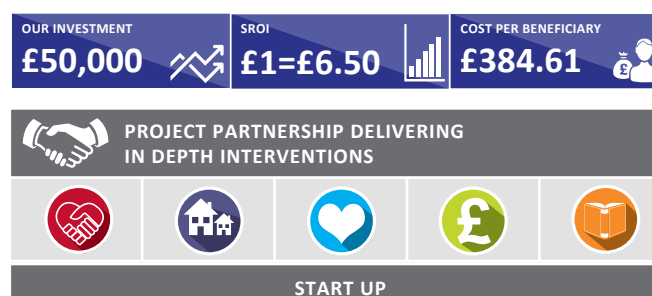 OUR INVESTMENT
£50,000
SROI
£1=£6.50
COST PER BENEFICIARY
£384.61
£
PROJECT PARTNERSHIP DELIVERING
IN DEPTH INTERVENTIONS
£
START UP